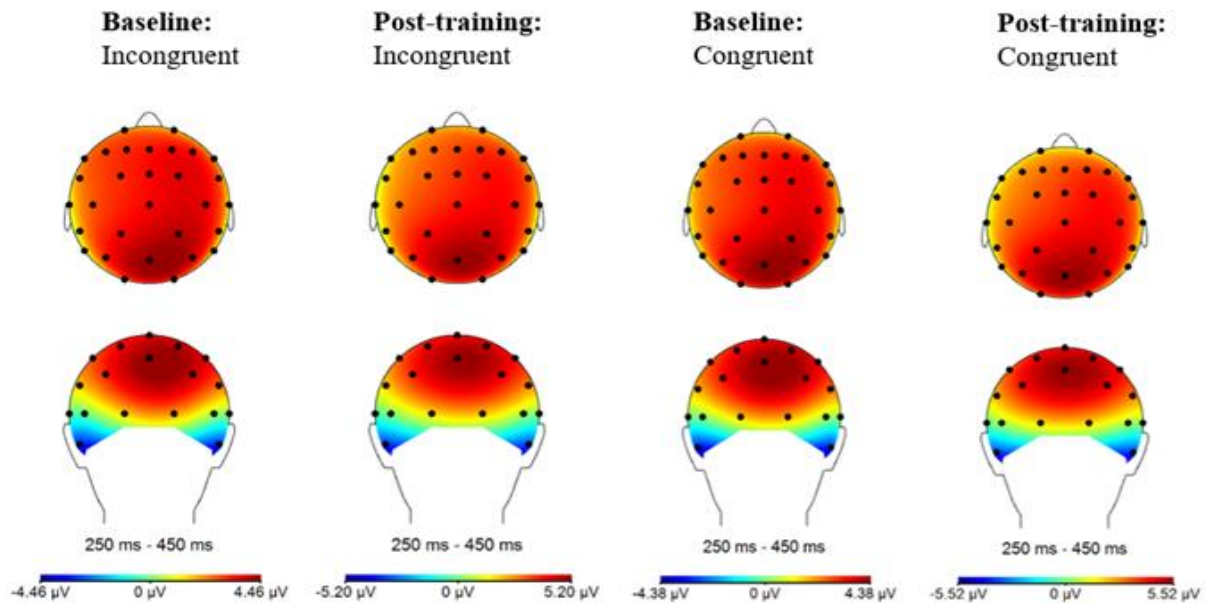 Baseline:
Incongruent
Post-training:
Incongruent
Baseline:
Congruent
Post-training:
Congruent
250 ms - 450 ms
-4.46 µV 0 µV 4.46 µV
250 ms - 450 ms
-5.20 µV 0 µV 5.20 µV
250 ms - 450 ms
-4.38 µV 0 µV 4.38 µV
250 ms - 450 ms
-5.52 µV 0 µV 5.52 µV